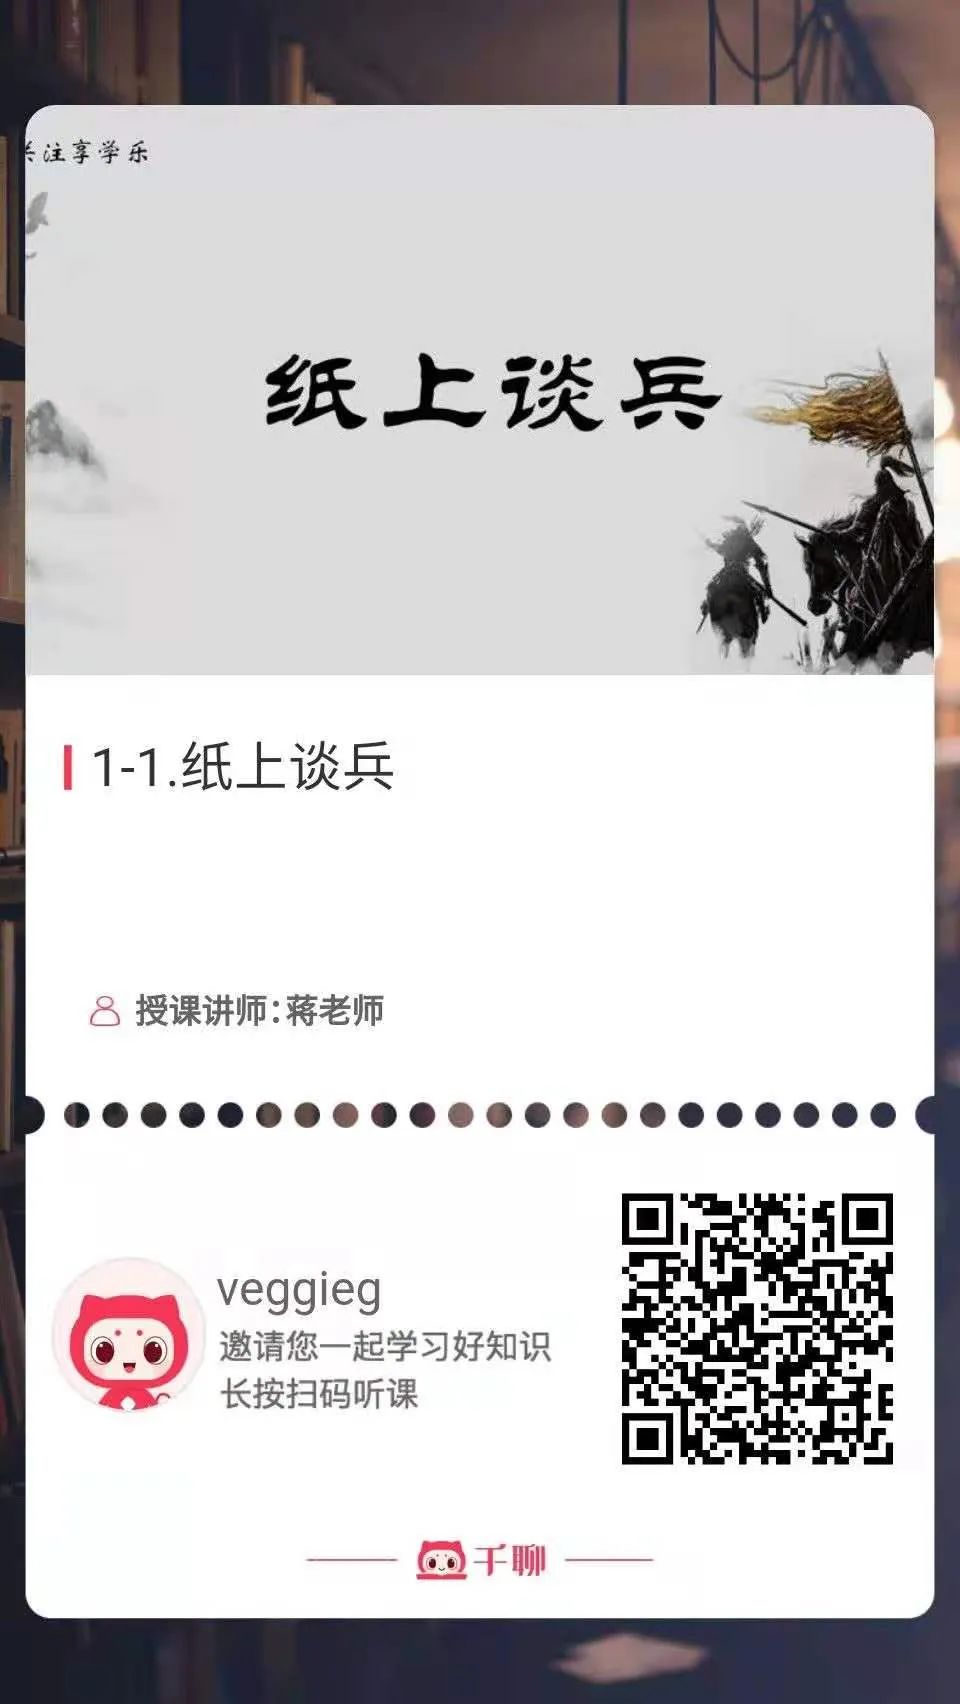 注享学乐
纸上谈兵
1-1.纸上谈兵
授课讲师:蒋老师
veggieg
邀请您一起学习好知识
长按扫码听课
千聊